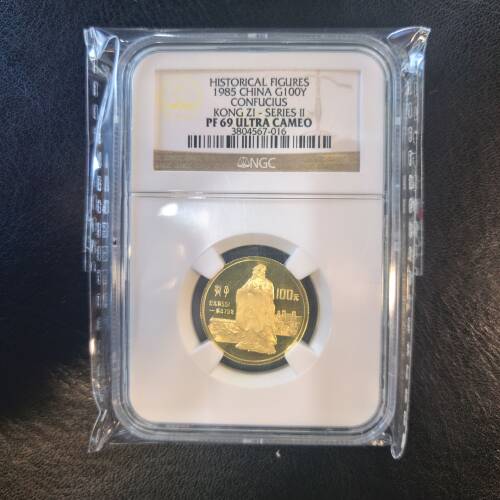 HISTORICAL FIGURES
1985 CHINA G100Y
CONFUCIUS
KONG ZI - SERIES II
PF 69 ULTRA CAMEO
3804567-016
NGC
孔子
100元